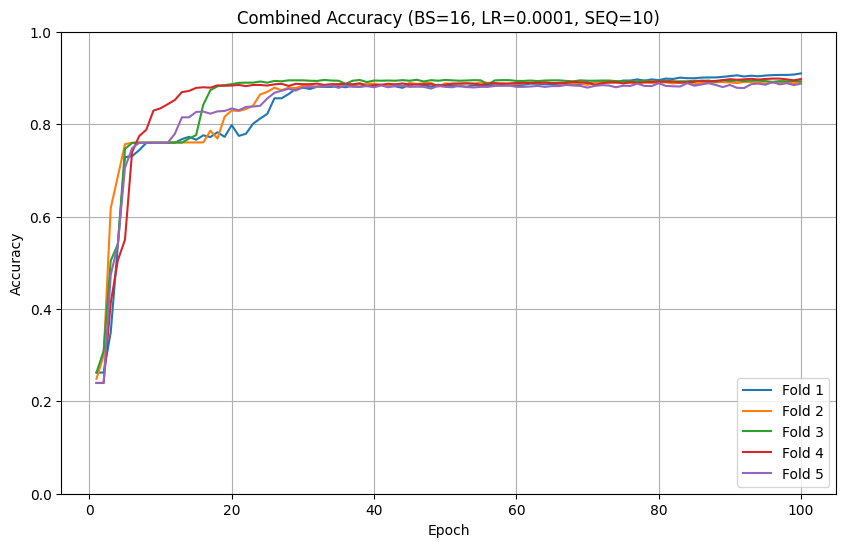 Combined Accuracy (BS=16, LR=0.0001, SEQ=10)
1.0
0.8
0.6
0.4
0.2
0.0
Accuracy
0 20 40 60 80 100
Epoch
Fold 1
Fold 2
Fold 3
Fold 4
Fold 5